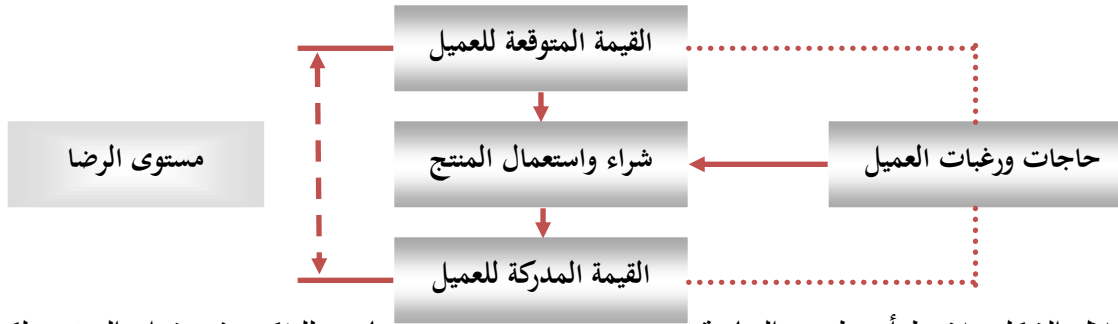 القيمة المتوقعة للعميل
حاجات ورغبات العميل
شراء واستعمال المنتج
مستوى الرضا
القيمة المدركة للعميل